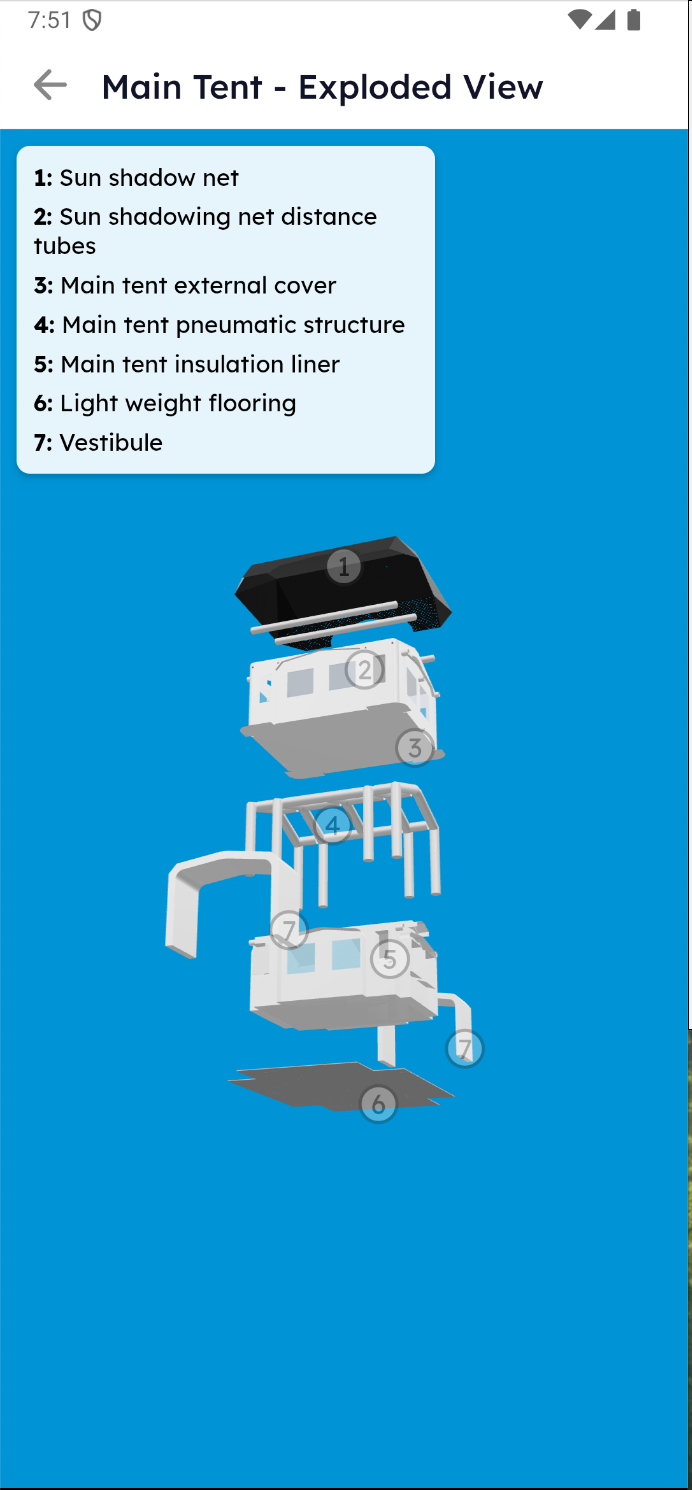 7:51
Main Tent - Exploded View
1: Sun shadow net
2: Sun shadowing net distance
tubes
3: Main tent external cover
4: Main tent pneumatic structure
5: Main tent insulation liner
6: Light weight flooring
7: Vestibule
1
2
3
4
7
5
7
6